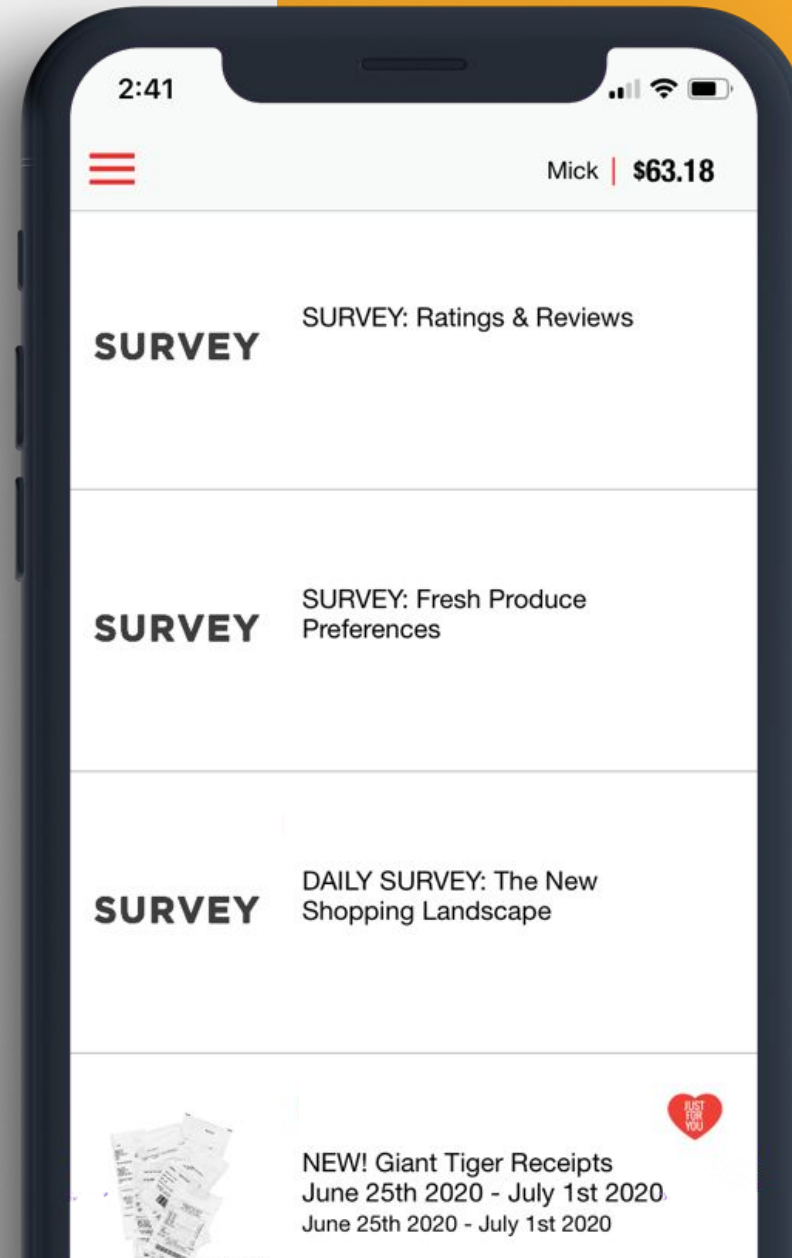 2:41
Mick | $63.18
SURVEY
SURVEY: Ratings & Reviews
SURVEY
SURVEY: Fresh Produce
Preferences
SURVEY
DAILY SURVEY: The New
Shopping Landscape
JUST
FOR
YOU
NEW! Giant Tiger Receipts
June 25th 2020 - July 1st 2020
June 25th 2020 - July 1st 2020